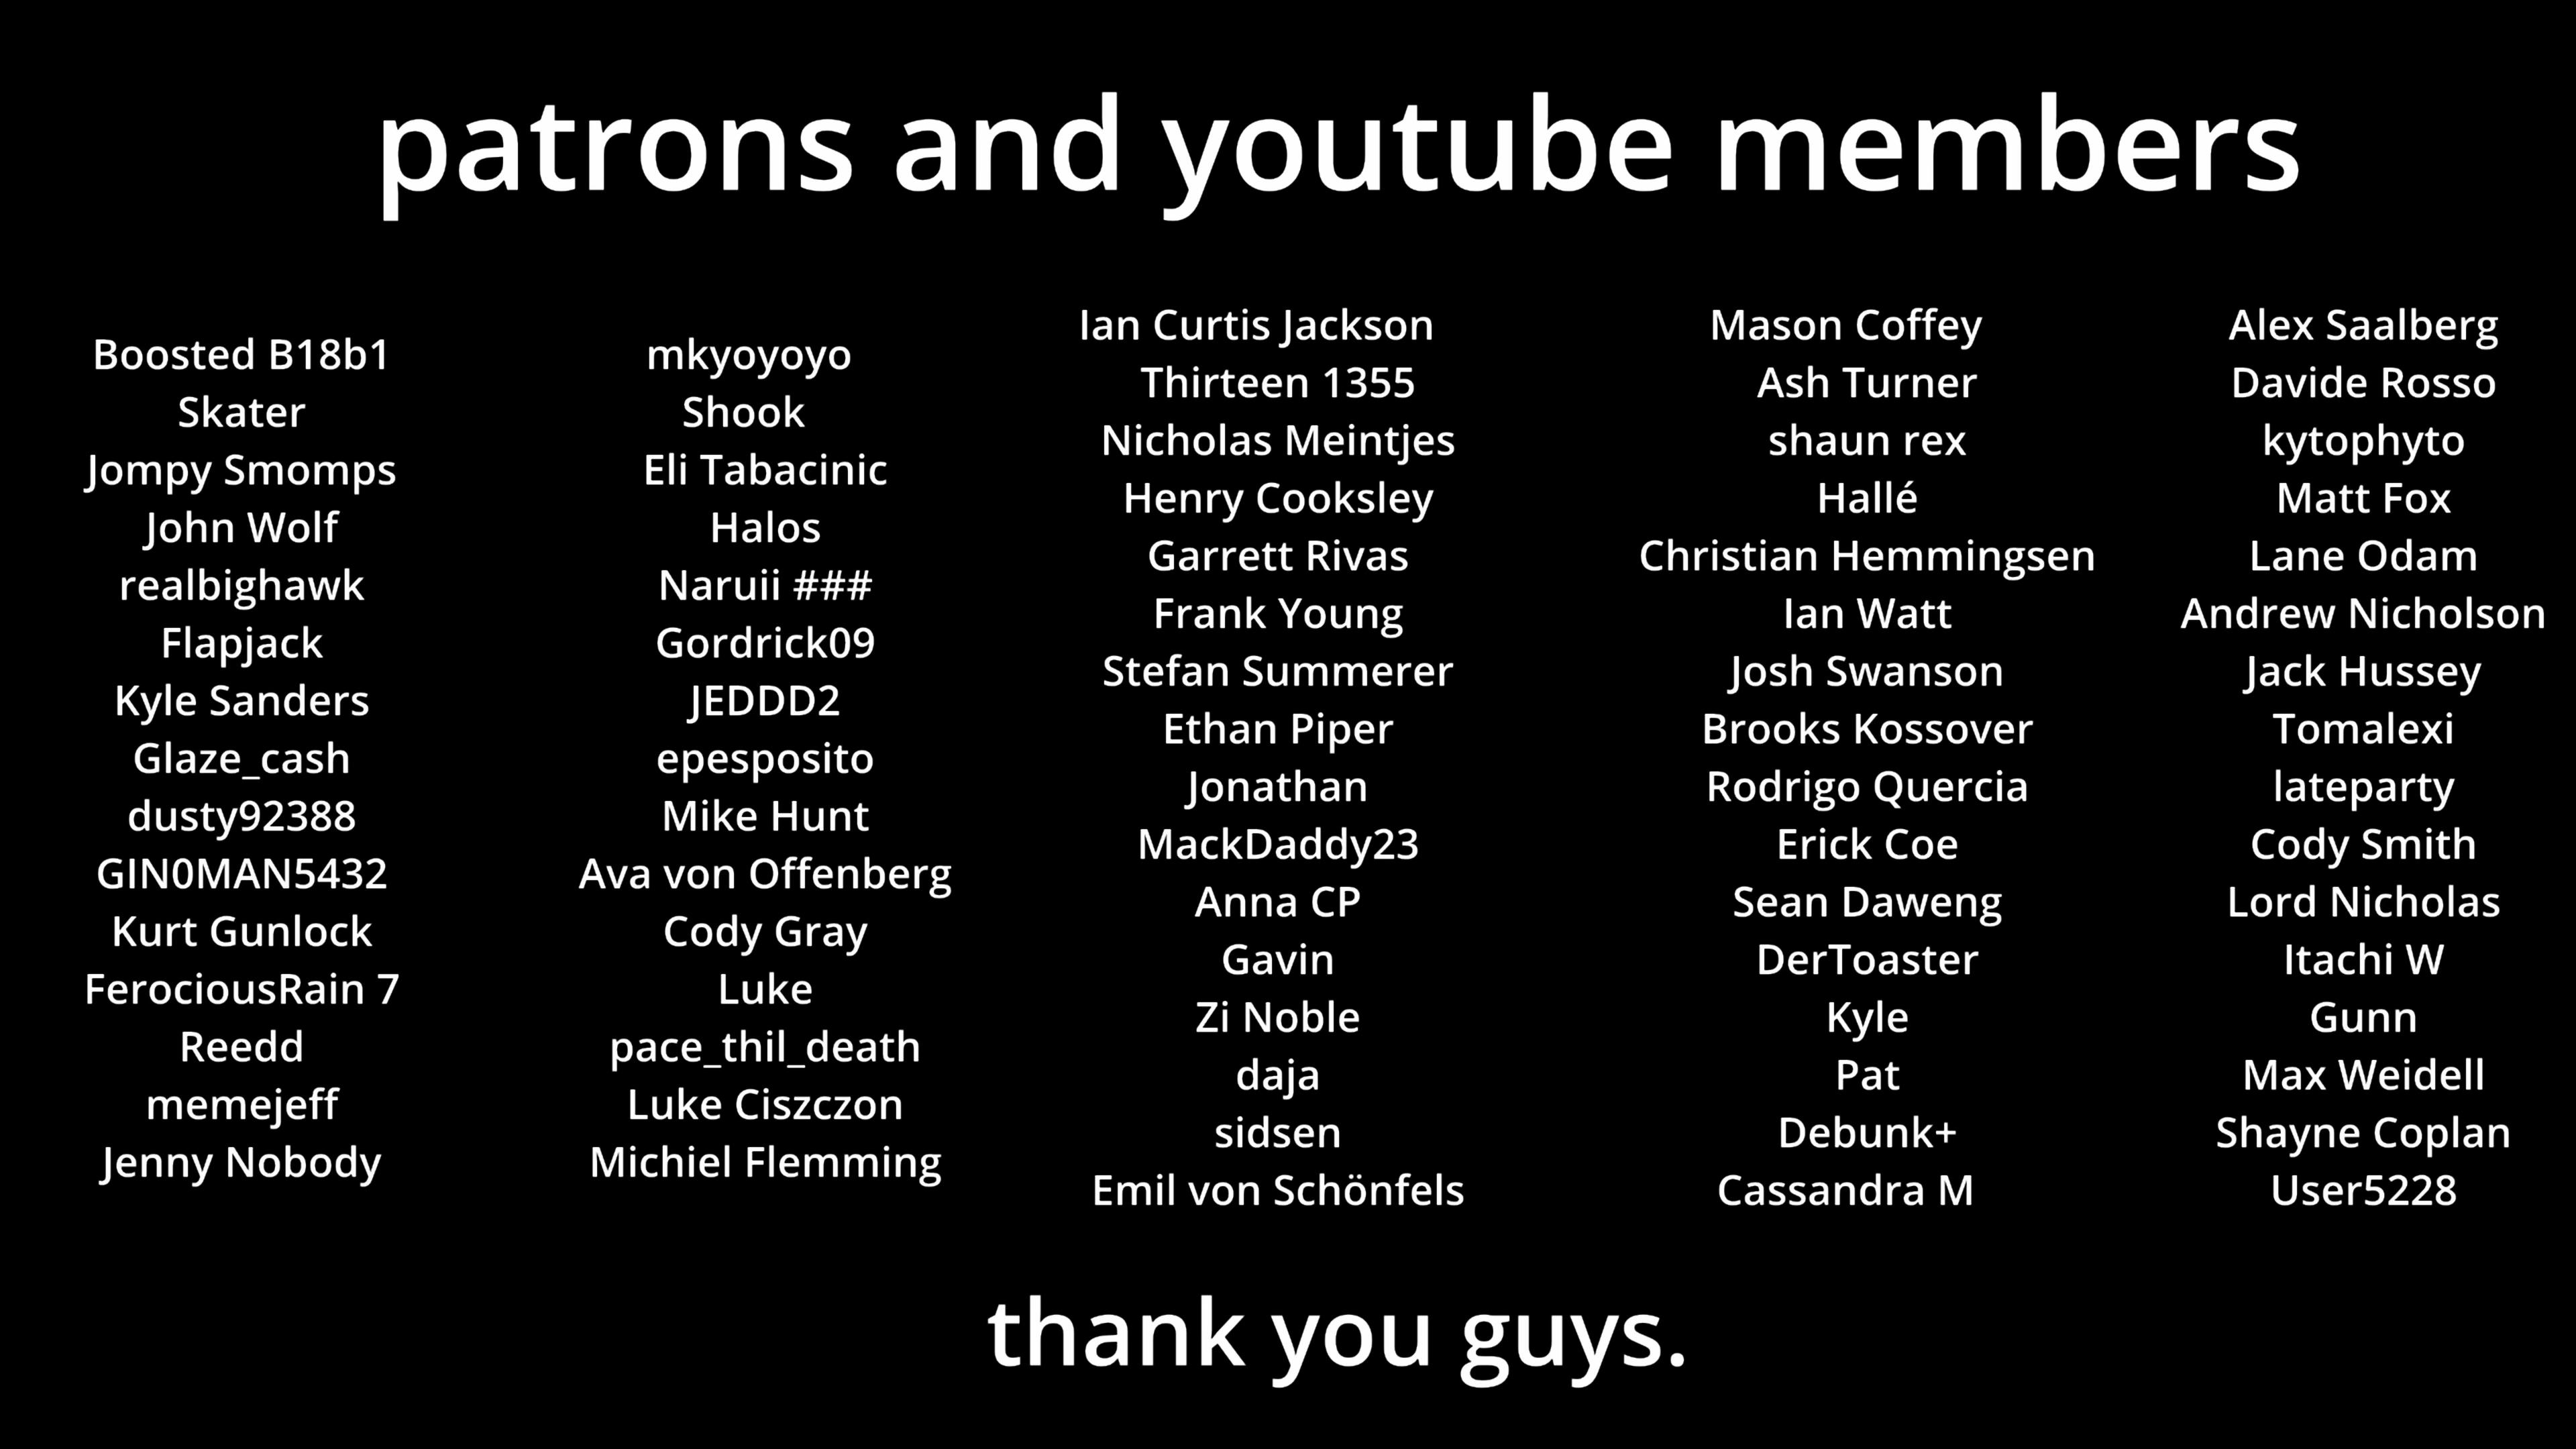 patrons and youtube members
Boosted B18b1
Skater
Jompy Smomps
John Wolf
realbighawk
Flapjack
Kyle Sanders
Glaze_cash
dusty92388
GIN0MAN5432
Kurt Gunlock
FerociousRain 7
Reedd
memejeff
Jenny Nobody
mkyoyoyo
Shook
Eli Tabacinic
Halos
Naruii ###
Gordrick09
JEDDD2
epesposito
Mike Hunt
Ava von Offenberg
Cody Gray
Luke
pace_thil_death
Luke Ciszczon
Michiel Flemming
Ian Curtis Jackson
Thirteen 1355
Nicholas Meintjes
Henry Cooksley
Garrett Rivas
Frank Young
Stefan Summerer
Ethan Piper
Jonathan
MackDaddy23
Anna CP
Gavin
Zi Noble
daja
sidsen
Emil von Schönfels
Mason Coffey
Ash Turner
shaun rex
Hallé
Christian Hemmingsen
Ian Watt
Josh Swanson
Brooks Kossover
Rodrigo Quercia
Erick Coe
Sean Daweng
DerToaster
Kyle
Pat
Debunk+
Cassandra M
Alex Saalberg
Davide Rosso
kytophyto
Matt Fox
Lane Odam
Andrew Nicholson
Jack Hussey
Tomalexi
lateparty
Cody Smith
Lord Nicholas
Itachi W
Gunn
Max Weidell
Shayne Coplan
User5228
thank you guys.